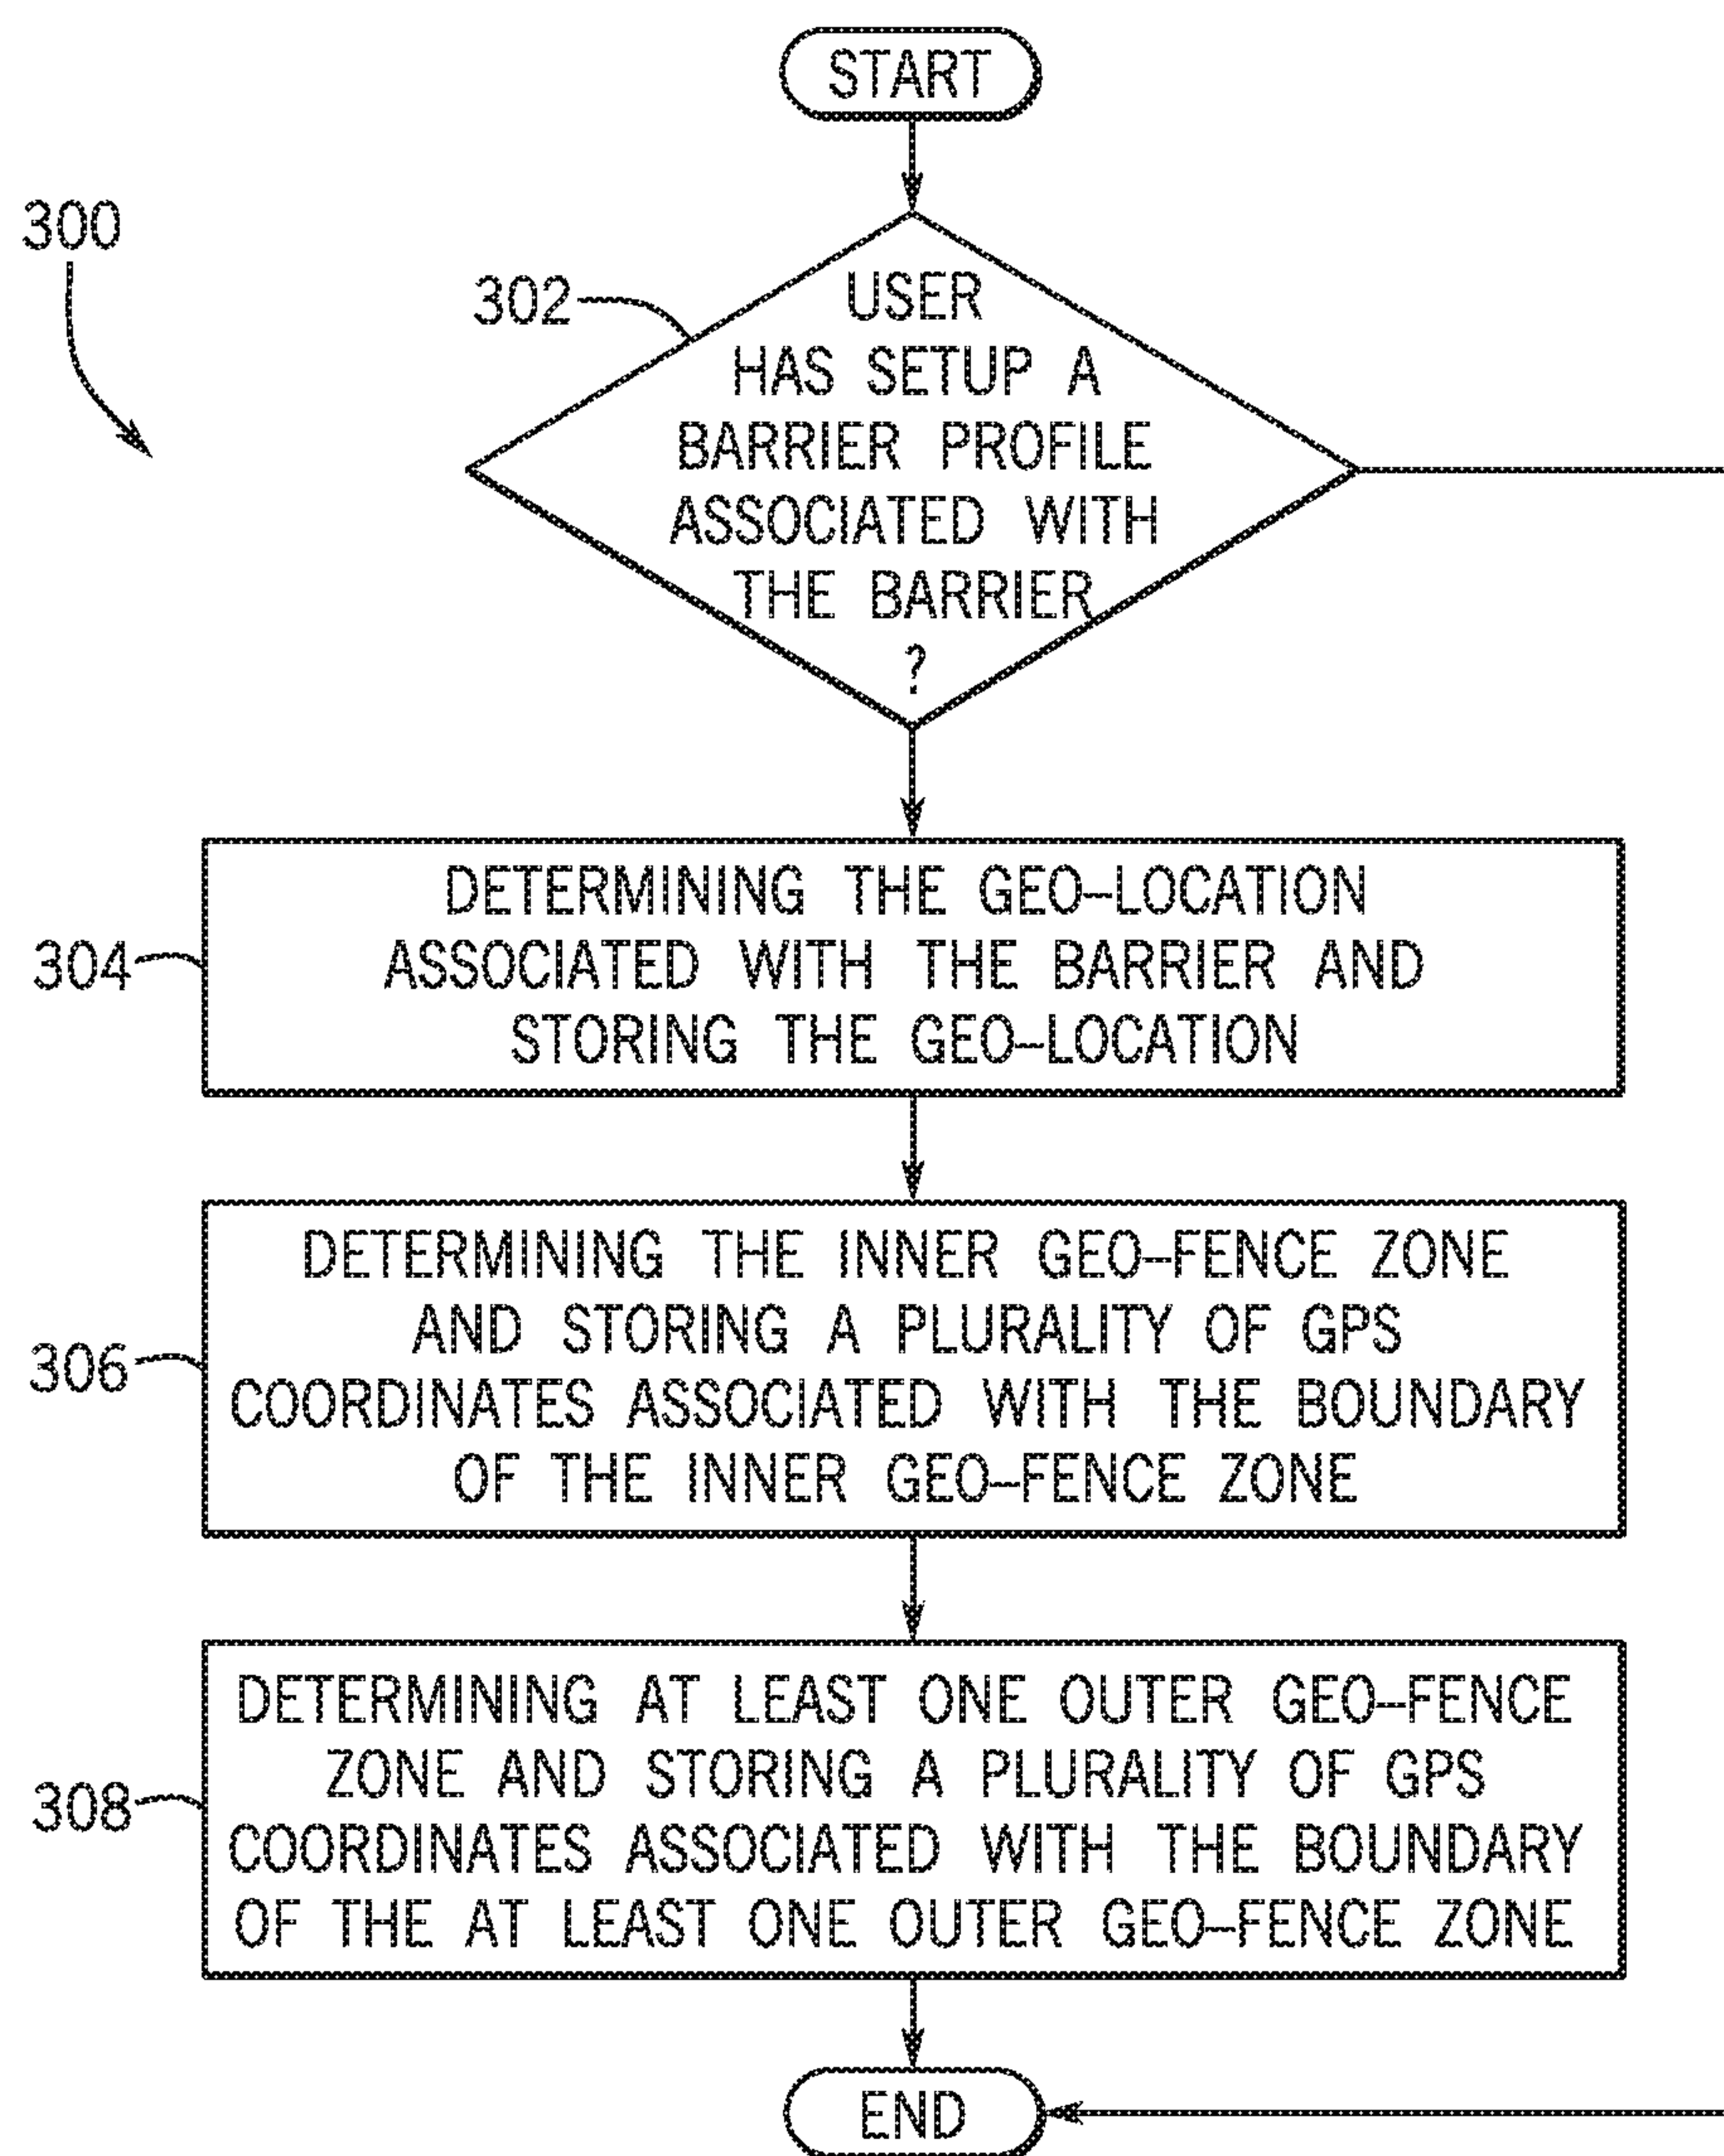 START
300
302
USER
HAS SETUP A
BARRIER PROFILE
ASSOCIATED WITH
THE BARRIER
?
304
DETERMINING THE GEO–LOCATION
ASSOCIATED WITH THE BARRIER AND
STORING THE GEO–LOCATION
306
DETERMINING THE INNER GEO–FENCE ZONE
AND STORING A PLURALITY OF GPS
COORDINATES ASSOCIATED WITH THE BOUNDARY
OF THE INNER GEO–FENCE ZONE
308
DETERMINING AT LEAST ONE OUTER GEO–FENCE
ZONE AND STORING A PLURALITY OF GPS
COORDINATES ASSOCIATED WITH THE BOUNDARY
OF THE AT LEAST ONE OUTER GEO–FENCE ZONE
END